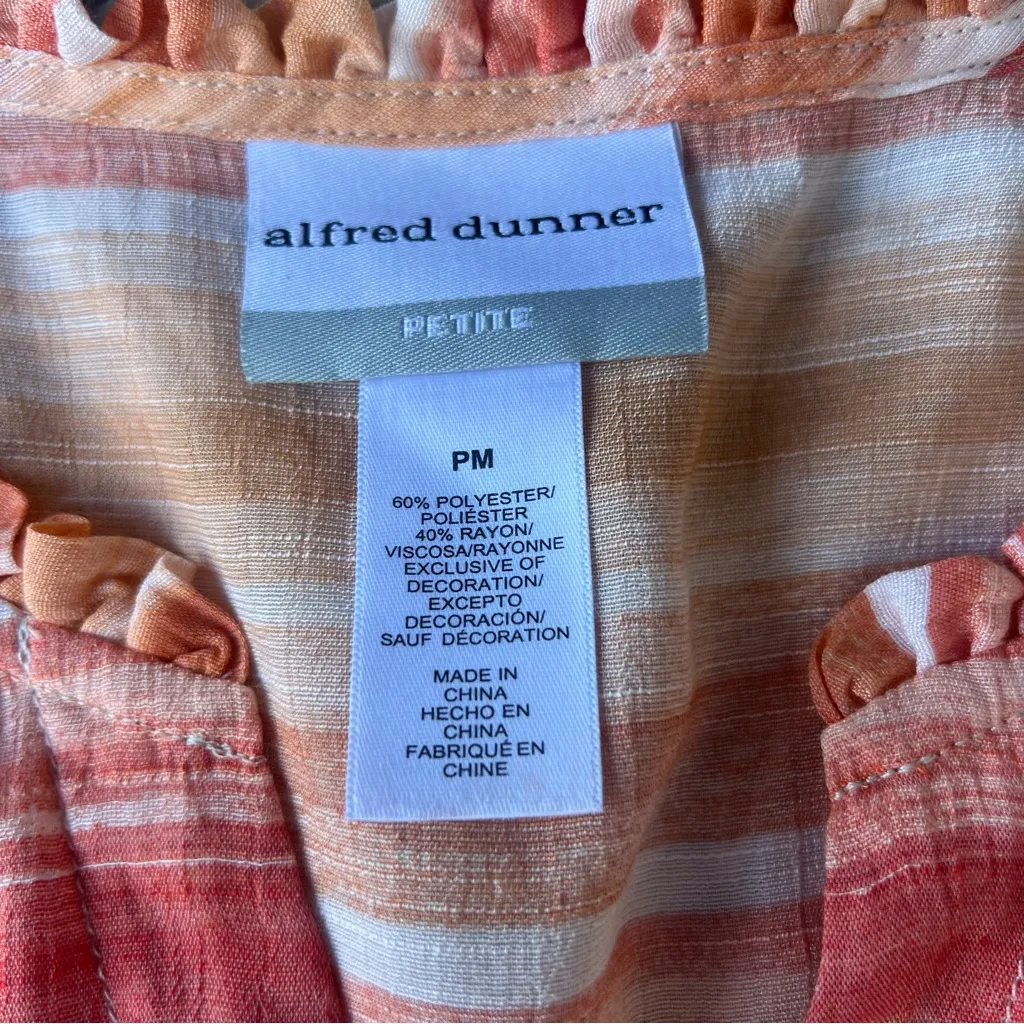 alfred dunner
PETITE
PM
60% POLYESTER/
POLIÉSTER
40% RAYON/
VISCOSA/RAYONNE
EXCLUSIVE OF
DECORATION/
EXCEPTO
DECORACIÓN/
SAUF DÉCORATION
MADE IN
CHINA
HECHO EN
CHINA
FABRIQUÉ EN
CHINE